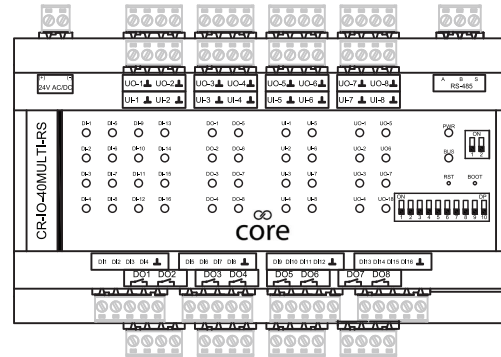 (+) (-)
24V AC/DC
UO-1 UO-2 UO-3 UO-4 UO-5 UO-6 UO-7 UO-8
UI-1 UI-2 UI-3 UI-4 UI-5 UI-6 UI-7 UI-8
A B S
RS-485
CR-IO-40MULTI-RS
DI-1 DI-5 DI-9 DI-13 DO-1 DO-5 UI-1 UI-5 UO-1 UO-5 PWR
DI-2 DI-6 DI-10 DI-14 DO-2 DO-6 UI-2 UI-6 UO-2 UO6 BUS
DI-3 DI-7 DI-11 DI-15 DO-3 DO-7 UI-3 UI-7 UO-3 UO-7 RST BOOT
DI-4 DI-8 DI-12 DI-16 DO-4 DO-8 UI-4 UI-8 UO-4
ON
1 2
ON DP
1 2 3 4 5 6 7 8 9 10
core
DI1 DI2 DI3 DI4 DI5 DI6 DI7 DI8 DI9 DI10 DI11 DI12 DI13 DI14 DI15 DI16
DO1 DO2 DO3 DO4 DO5 DO6 DO7 DO8